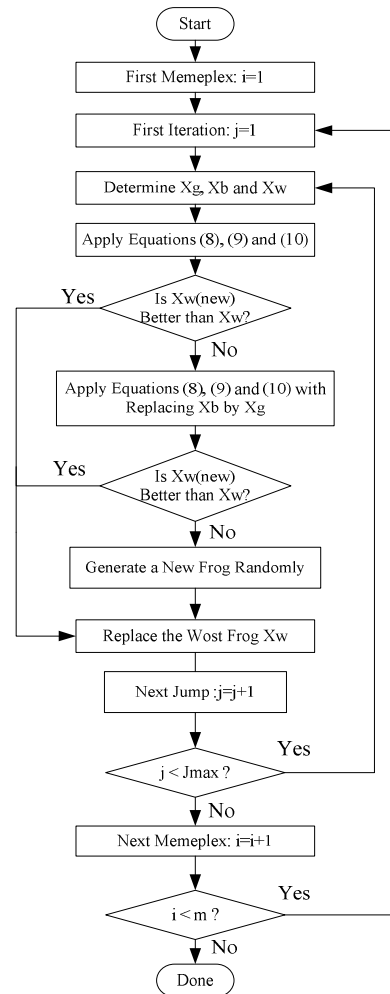 Start
First Memeplex: i=1
First Iteration: j=1
Determine Xg, Xb and Xw
Apply Equations (8), (9) and (10)
Yes
Is Xw(new)
Better than Xw?
No
Apply Equations (8), (9) and (10) with
Replacing Xb by Xg
Yes
Is Xw(new)
Better than Xw?
No
Generate a New Frog Randomly
Replace the Wost Frog Xw
Next Jump :j=j+1
Yes
j < Jmax ?
No
Next Memeplex: i=i+1
Yes
i < m ?
No
Done